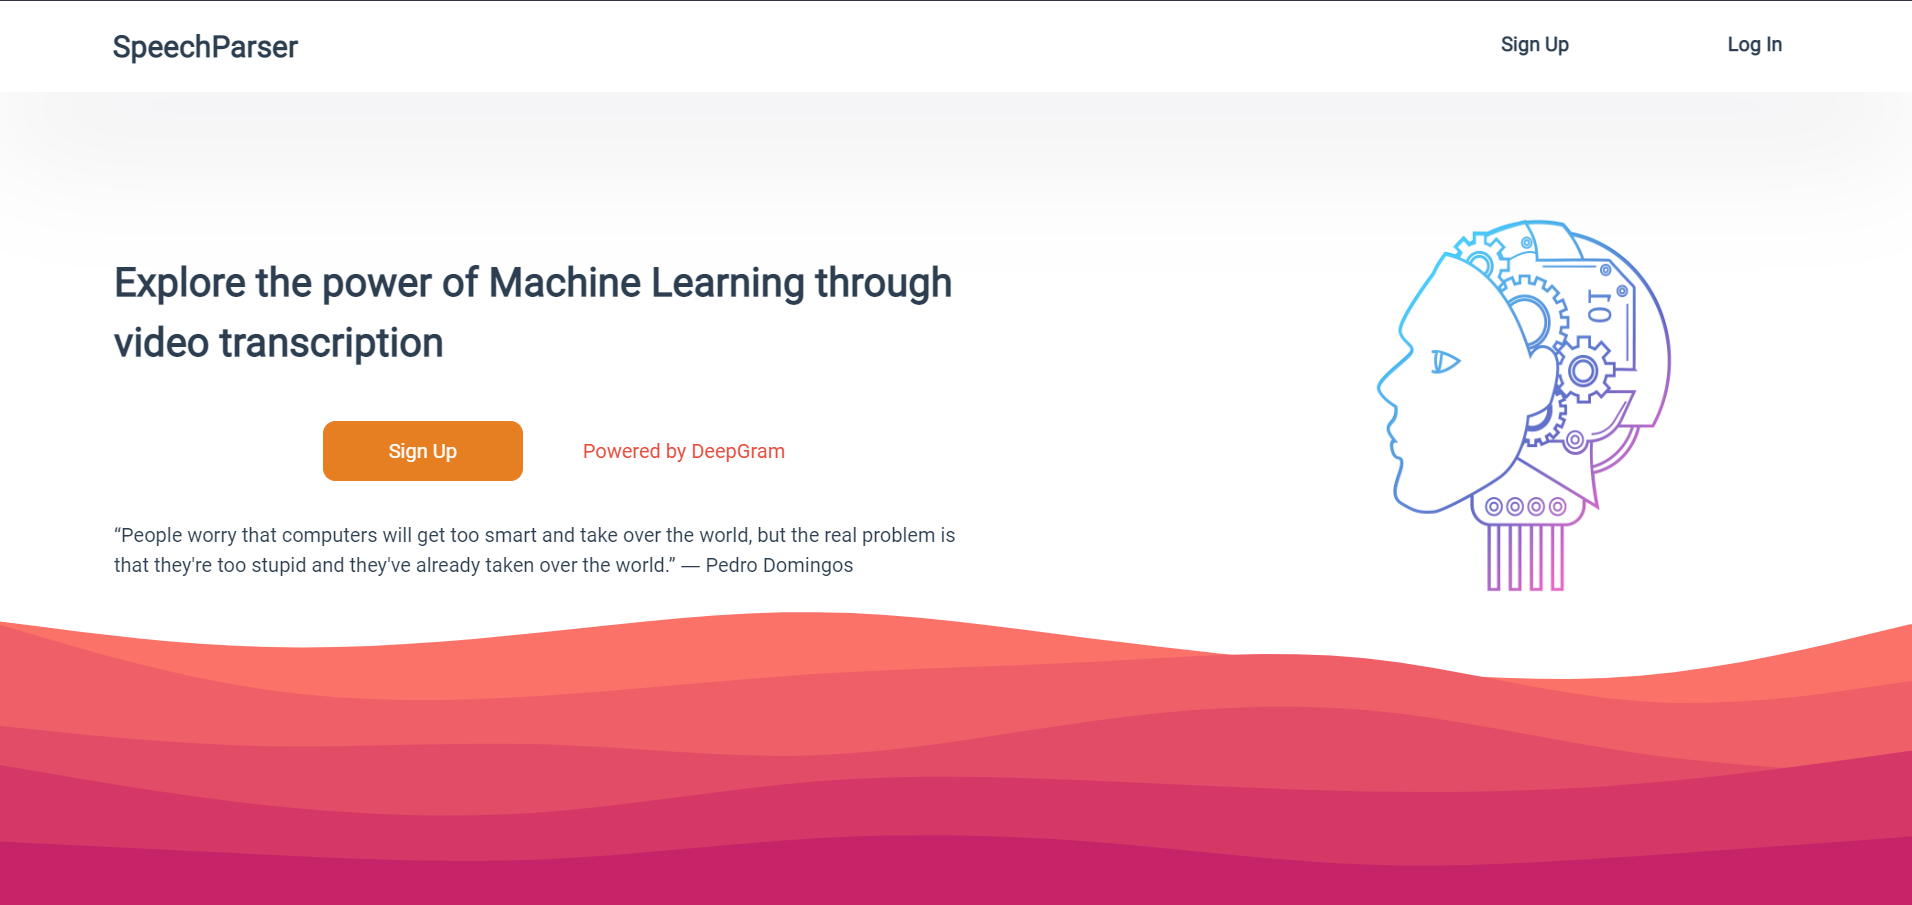 SpeechParser
Sign Up
Log In
Explore the power of Machine Learning through
video transcription
Sign Up
Powered by DeepGram
“People worry that computers will get too smart and take over the world, but the real problem is
that they're too stupid and they've already taken over the world.” — Pedro Domingos
01